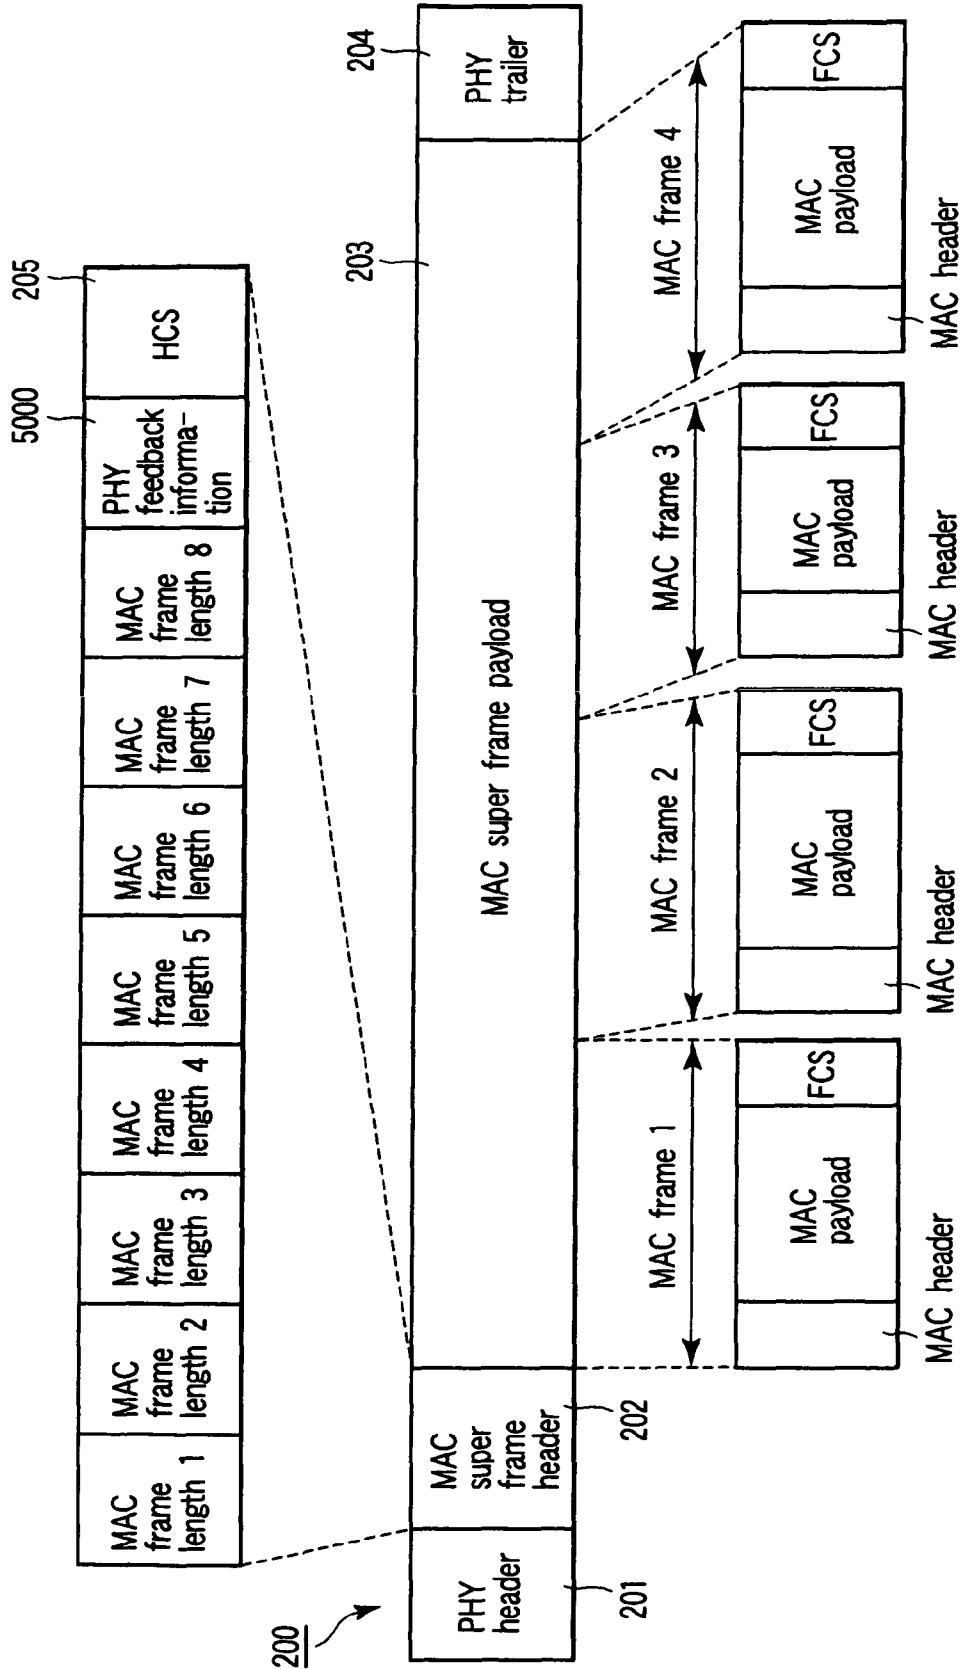 MAC
frame
length 1
MAC
frame
length 2
MAC
frame
length 3
MAC
frame
length 4
MAC
frame
length 5
MAC
frame
length 6
MAC
frame
length 7
MAC
frame
length 8
PHY
feedback
informa-
tion
5000
HCS
205
200
PHY
header
201
MAC
super
frame
header
202
MAC super frame payload
203
PHY
trailer
204
MAC frame 1
MAC frame 2
MAC frame 3
MAC frame 4
MAC
payload
FCS
MAC header
MAC
payload
FCS
MAC header
MAC
payload
FCS
MAC header
MAC
payload
FCS
MAC header